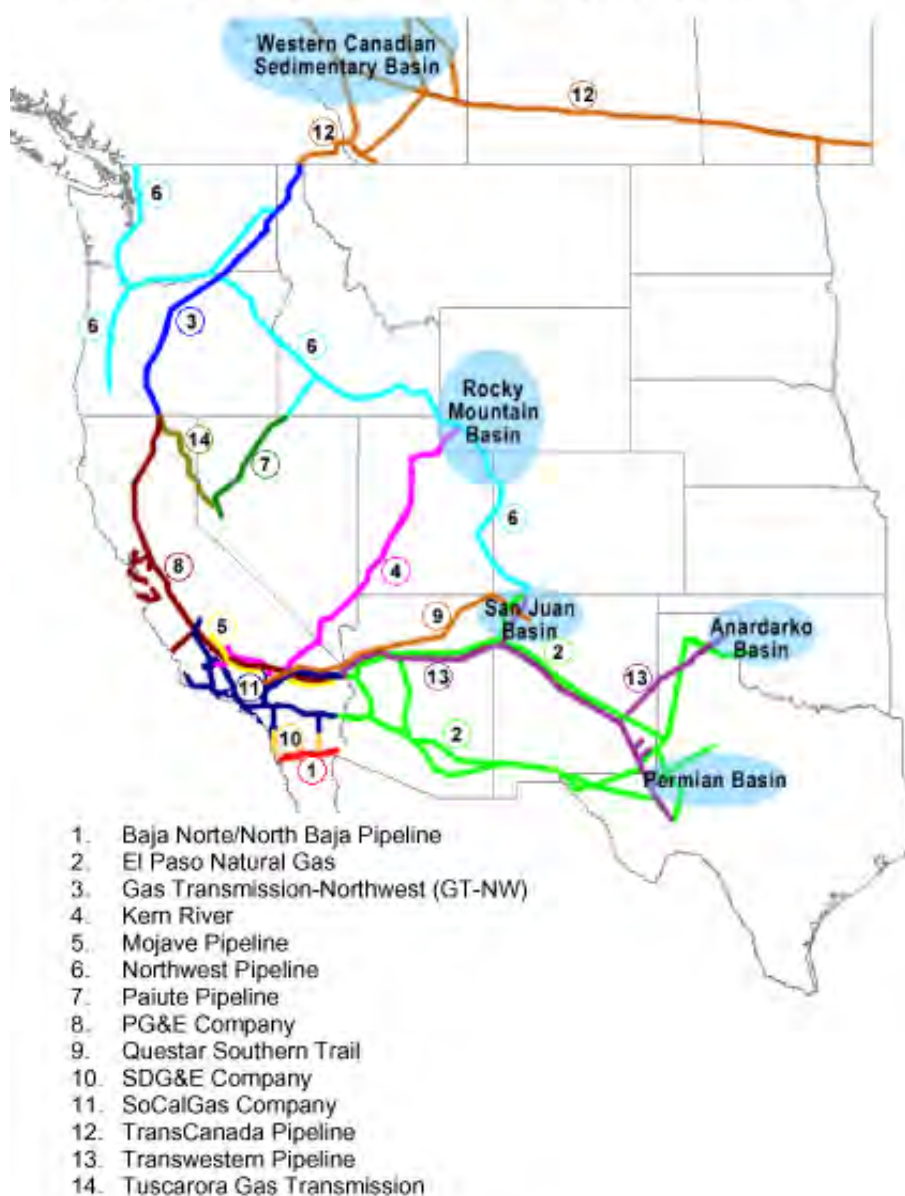 Western Canadian
Sedimentary Basin
12
12
6
6
3
6
Rocky
Mountain
Basin
14
7
6
8
4
5
9
San Juan
Basin
Anardarko
Basin
2
13
13
11
10
2
1
Permian Basin
1. Baja Norte/North Baja Pipeline
2. El Paso Natural Gas
3. Gas Transmission-Northwest (GT-NW)
4. Kern River
5. Mojave Pipeline
6. Northwest Pipeline
7. Paiute Pipeline
8. PG&E Company
9. Questar Southern Trail
10. SDG&E Company
11. SoCalGas Company
12. TransCanada Pipeline
13. Transwestern Pipeline
14. Tuscarora Gas Transmission